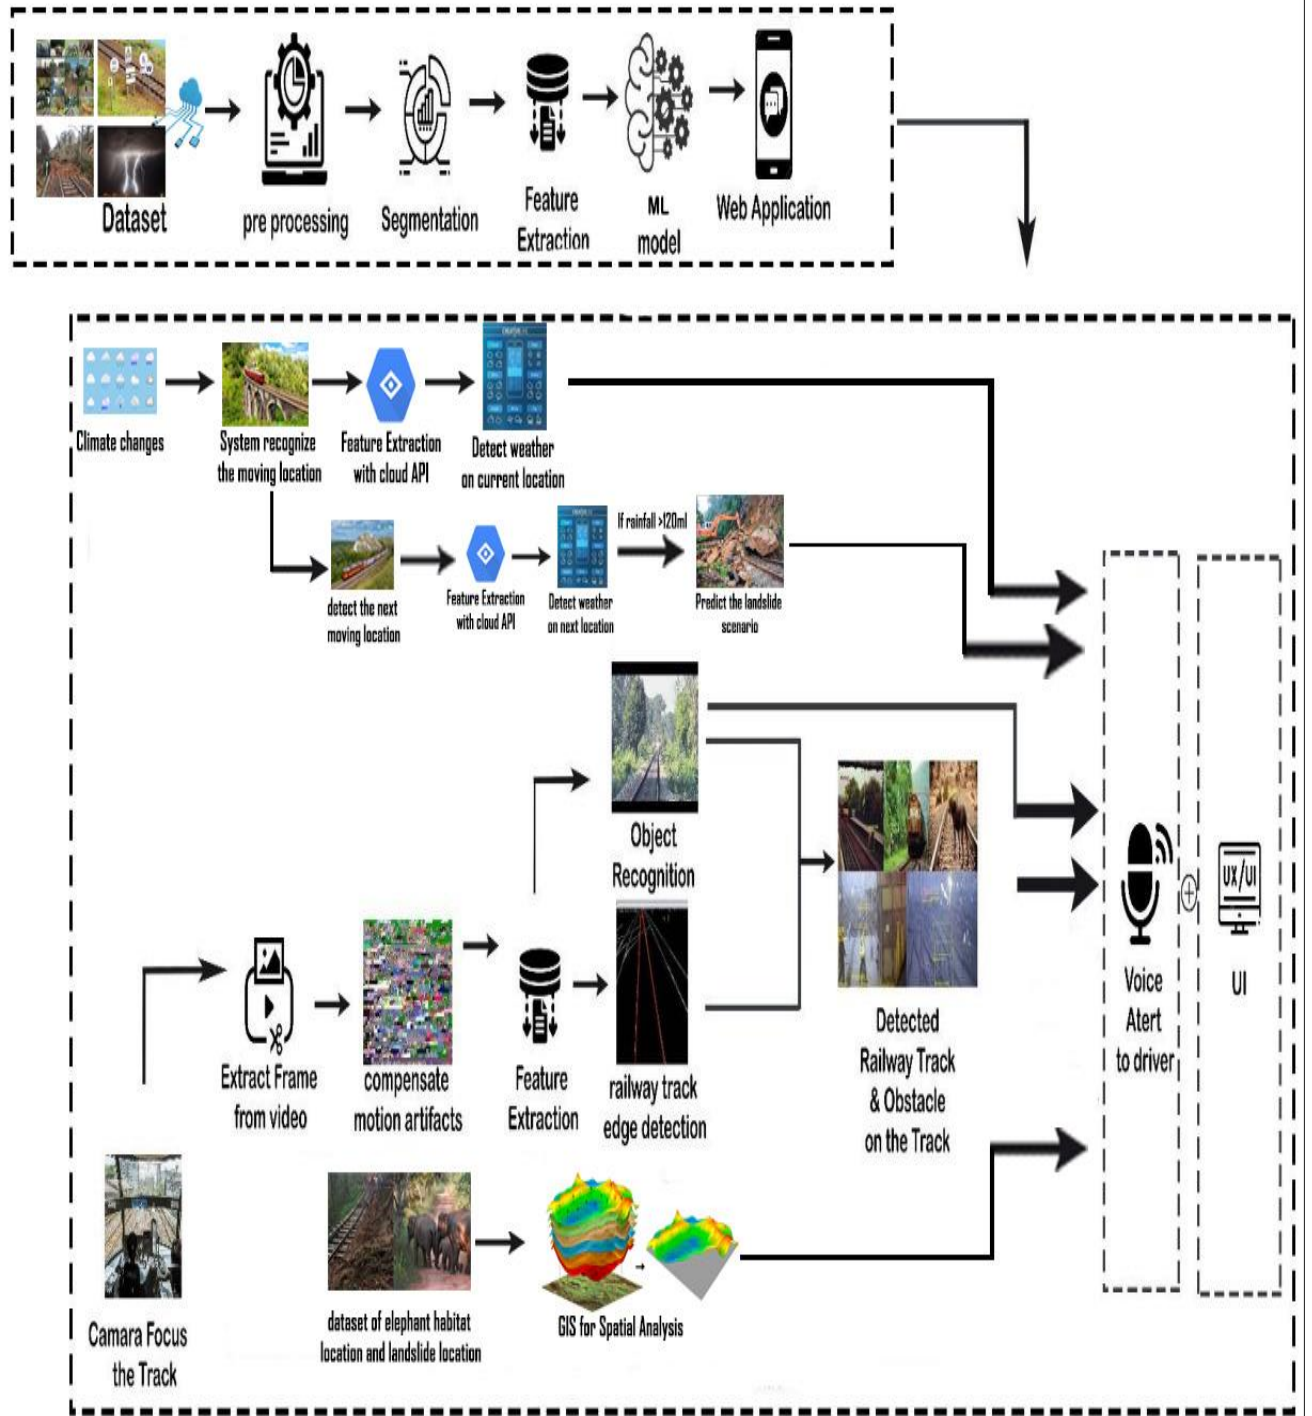 Dataset
pre processing
Segmentation
Feature
Extraction
ML
model
Web Application
Climate changes
System recognize
the moving location
Feature Extraction
with cloud API
Detect weather
on current location
detect the next
moving location
Feature Extraction
with cloud API
Detect weather
on next location
If rainfall >120ml
Predict the landslide
scenario
Object
Recognition
Extract Frame
from video
compensate
motion artifacts
Feature
Extraction
railway track
edge detection
Detected
Railway Track
& Obstacle
on the Track
Camara Focus
the Track
dataset of elephant habitat
location and landslide location
GIS for Spatial Analysis
Voice
Atert
to driver
UX/UI
UI